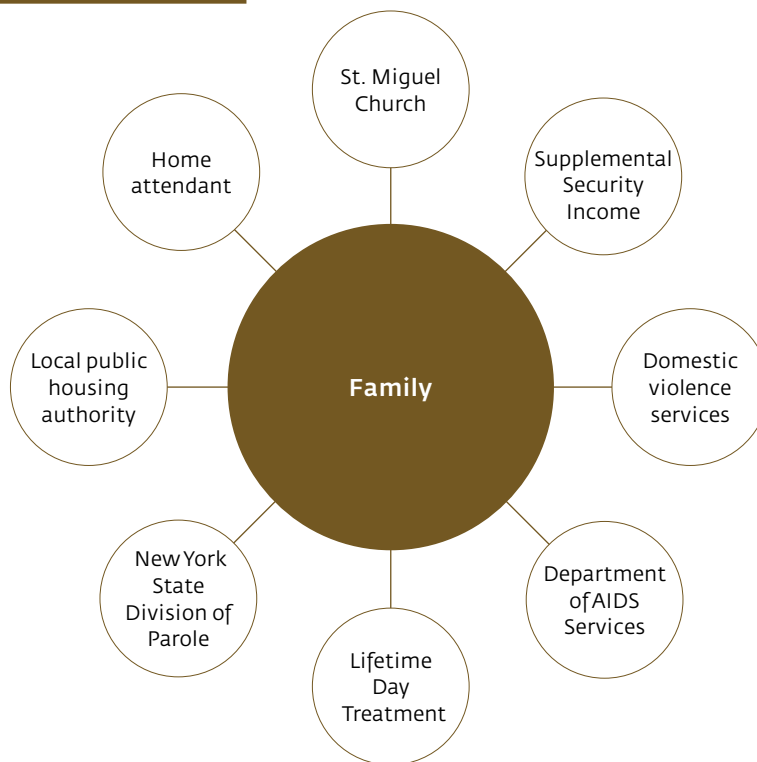 St. Miguel
Church
Supplemental
Security
Income
Domestic
violence
services
Department
of AIDS
Services
Lifetime
Day
Treatment
New York
State
Division of
Parole
Local public
housing
authority
Home
attendant
Family